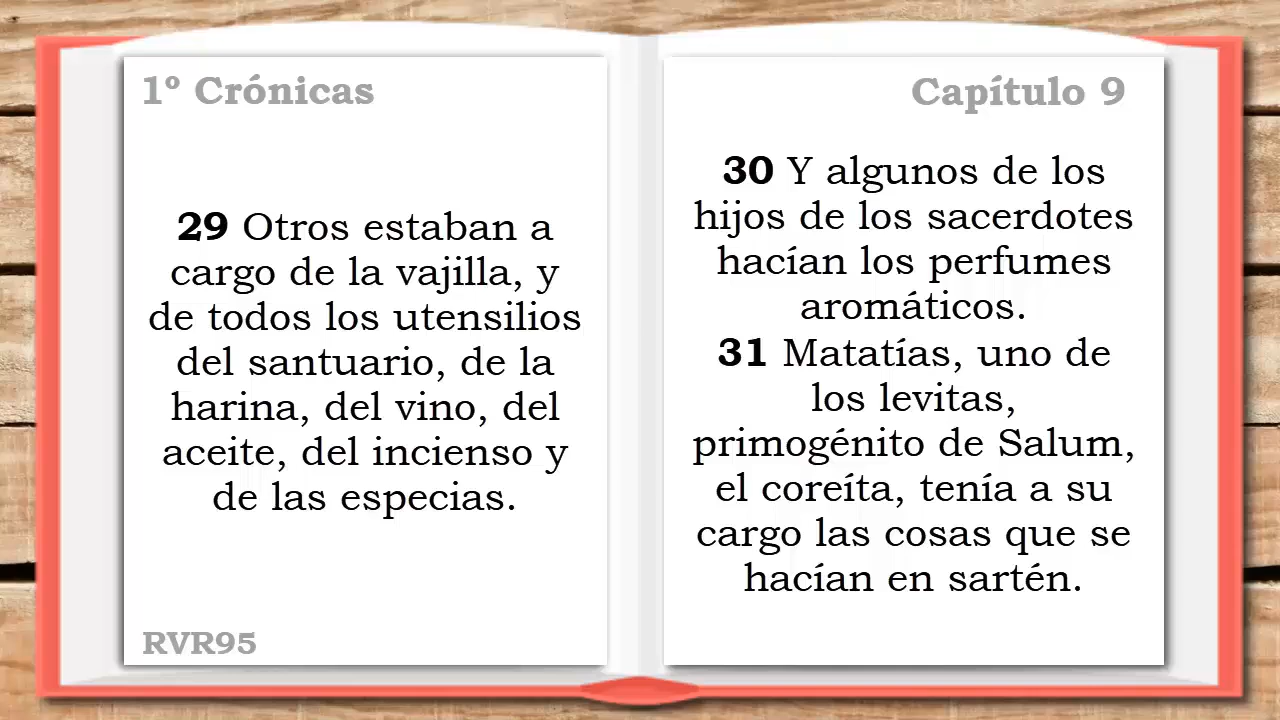 1º Crónicas
29 Otros estaban a
cargo de la vajilla, y
de todos los utensilios
del santuario, de la
harina, del vino, del
aceite, del incienso y
de las especias.
RVR95
Capítulo 9
30 Y algunos de los
hijos de los sacerdotes
hacían los perfumes
aromáticos.
31 Matatías, uno de
los levitas,
primogénito de Salum,
el coreíta, tenía a su
cargo las cosas que se
hacían en sartén.